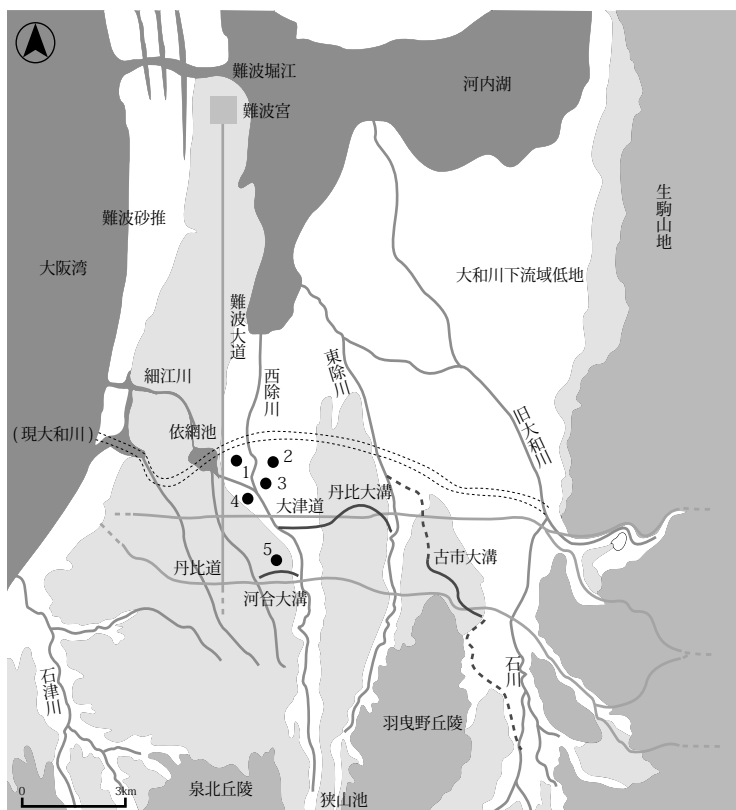 難波堀江
河内湖
難波宮
生駒山地
難波砂推
大阪湾
大和川下流域低地
難波大道
東除川
細江川
西除川
旧大和川
依網池
(現大和川)
1
2
3
4
丹比大溝
大津道
5
古市大溝
丹比道
河合大溝
石川
石津川
羽曳野丘陵
泉北丘陵
狭山池
0
3km